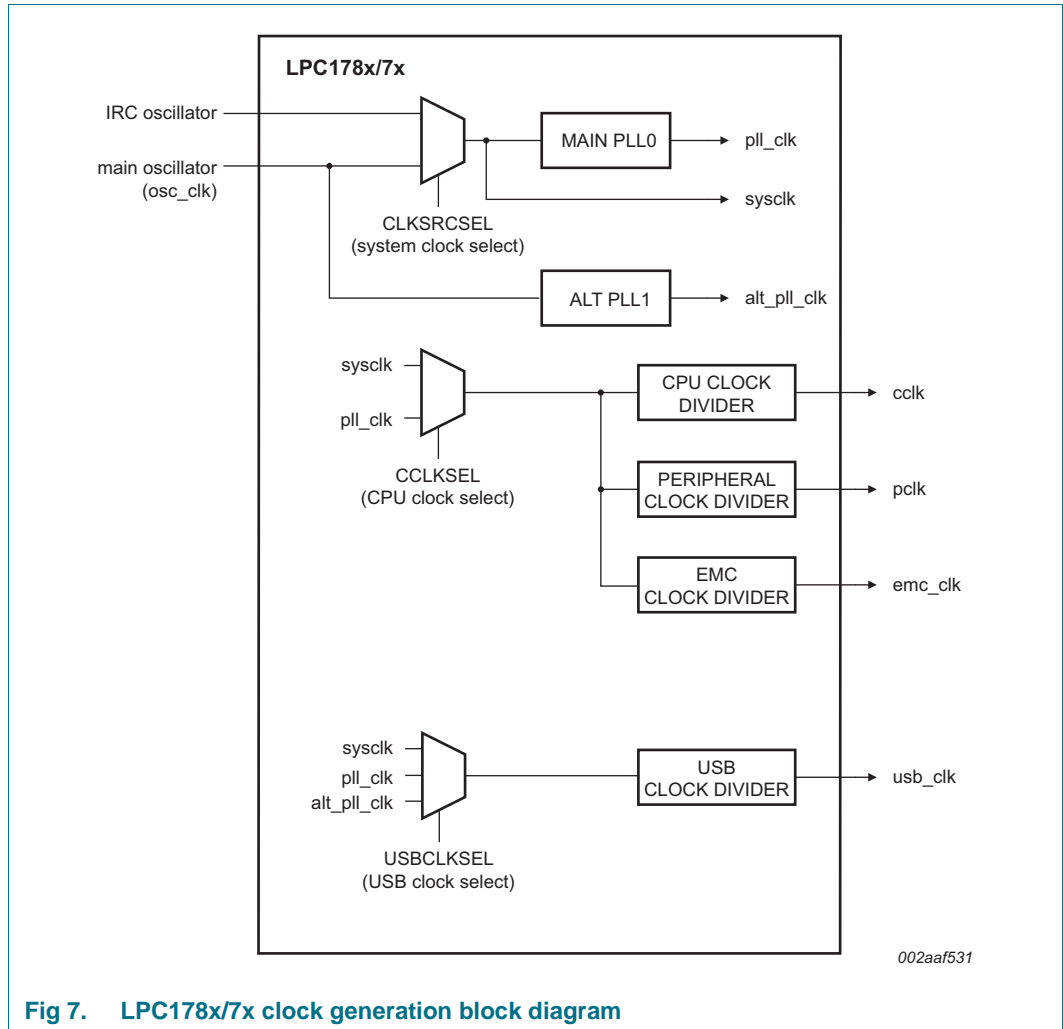 LPC178x/7x
IRC oscillator
main oscillator
(osc_clk)
MAIN PLL0
pll_clk
sysclk
CLKSRCSEL
(system clock select)
ALT PLL1
alt_pll_clk
sysclk
pll_clk
CCLKSEL
(CPU clock select)
CPU CLOCK
DIVIDER
cclk
PERIPHERAL
CLOCK DIVIDER
pclk
EMC
CLOCK DIVIDER
emc_clk
sysclk
pll_clk
alt_pll_clk
USBCLKSEL
(USB clock select)
USB
CLOCK DIVIDER
usb_clk
002aaf531
Fig 7. LPC178x/7x clock generation block diagram